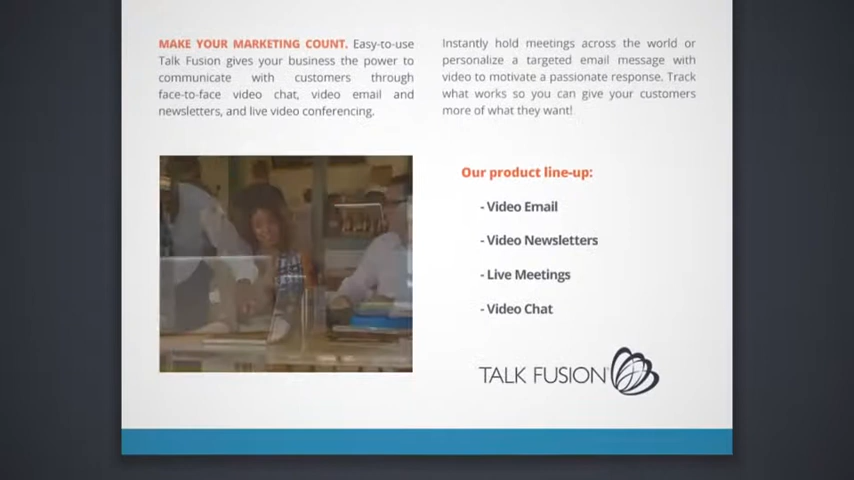 MAKE YOUR MARKETING COUNT. Easy-to-use
Talk Fusion gives your business the power to
communicate with customers through
face-to-face video chat, video email and
newsletters, and live video conferencing.
Instantly hold meetings across the world or
personalize a targeted email message with
video to motivate a passionate response. Track
what works so you can give your customers
more of what they want!
Our product line-up:
- Video Email
- Video Newsletters
- Live Meetings
- Video Chat
TALK FUSION